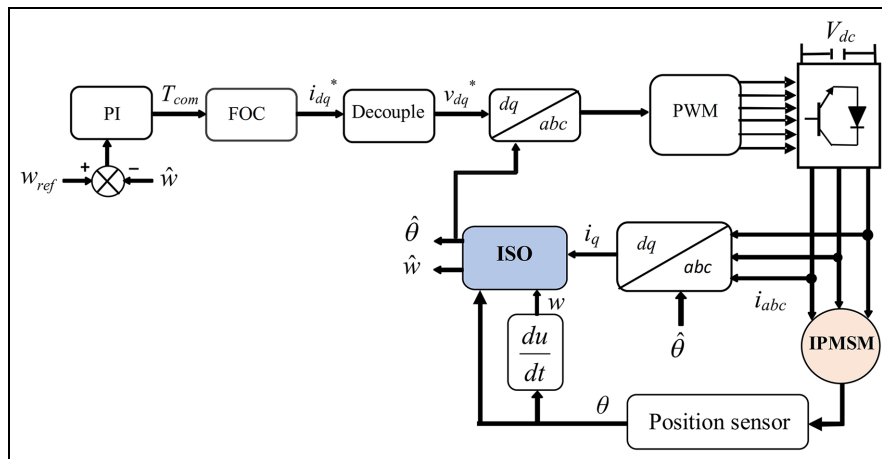 V_dc
T_com
i_dq*
v_dq*
PI
FOC
Decouple
dq
abc
PWM
w_ref
+
−
ŵ
θ̂
ŵ
ISO
i_q
dq
abc
w
i_abc
du
dt
θ̂
IPMSM
θ
Position sensor